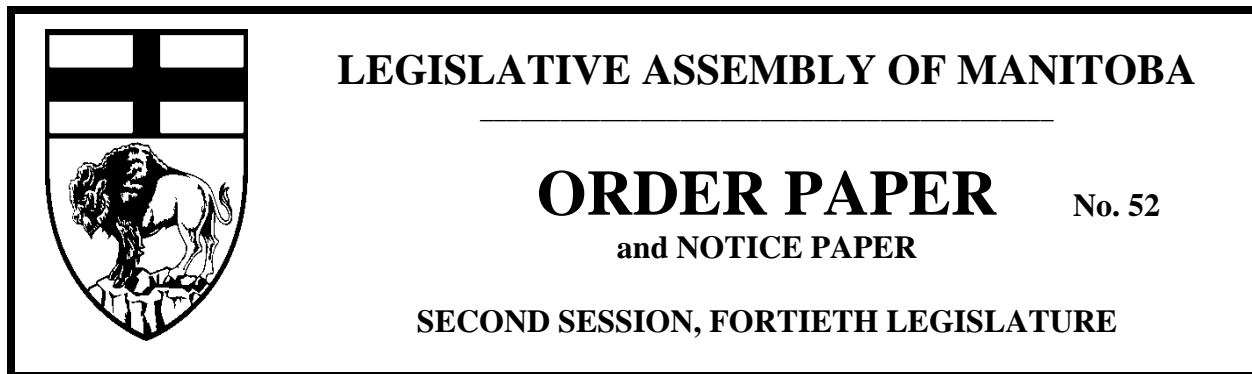 LEGISLATIVE ASSEMBLY OF MANITOBA
ORDER PAPER No. 52
and NOTICE PAPER
SECOND SESSION, FORTIETH LEGISLATURE